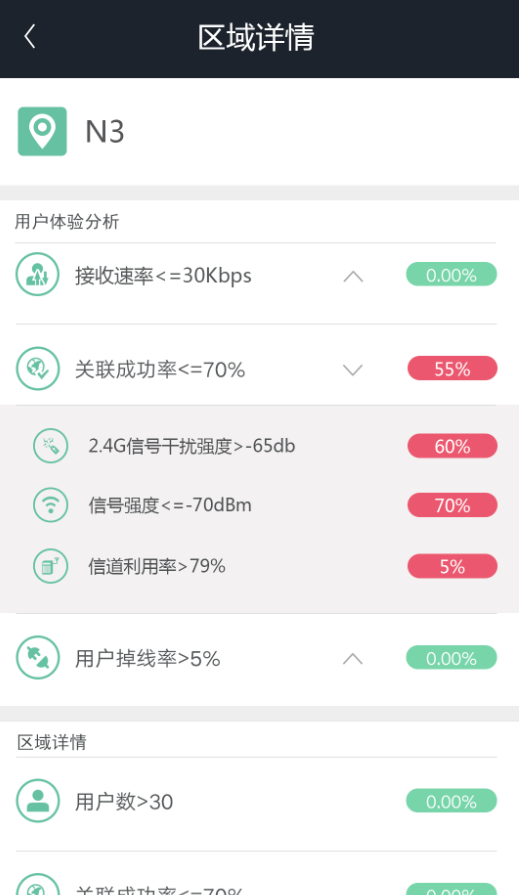 区域详情
N3
用户体验分析
接收速率<=30Kbps 0.00%
关联成功率<=70% 55%
2.4G信号干扰强度>-65db 60%
信号强度<=-70dBm 70%
信道利用率>79% 5%
用户掉线率>5% 0.00%
区域详情
用户数>30 0.00%
关联成功率<=70% 0.00%